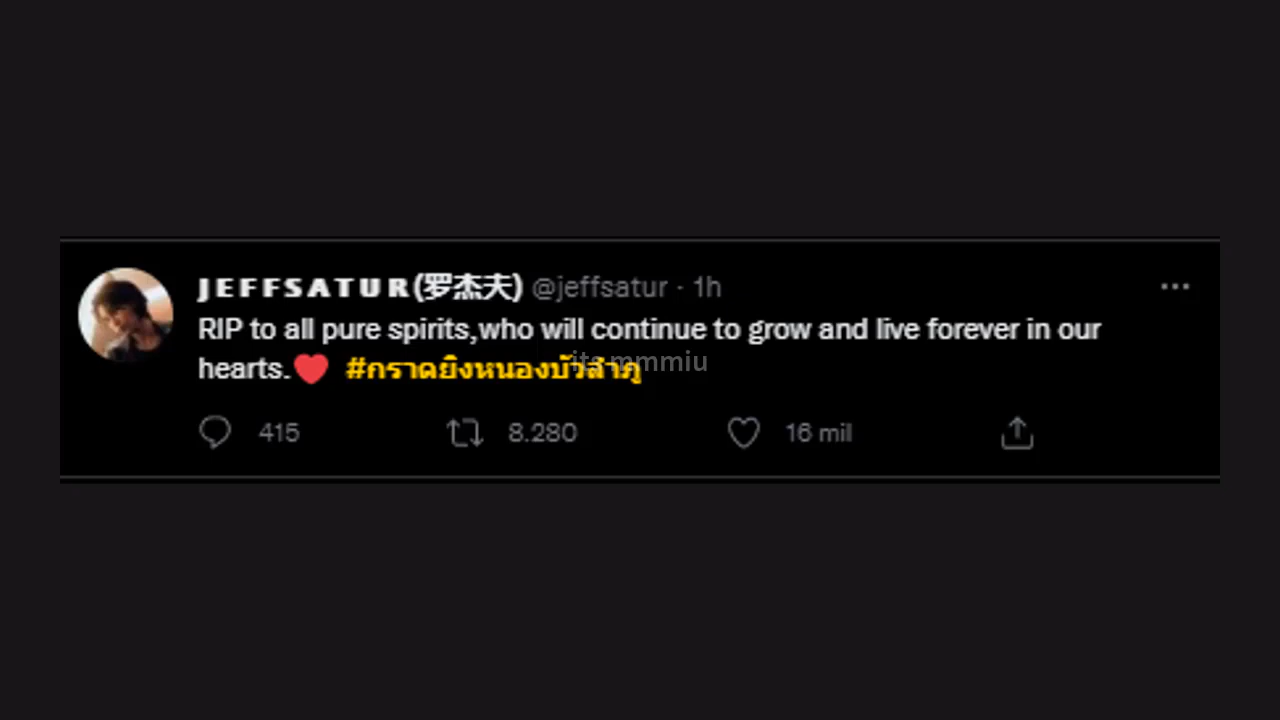 JEFFSATUR(罗杰夫) @jeffsatur · 1h
RIP to all pure spirits,who will continue to grow and live forever in our
hearts.❤️ #กราดยิงหนองบัวลำภู
its mmmiu
415 8.280 16 mil